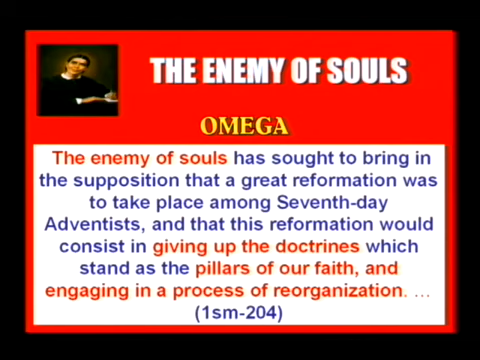 THE ENEMY OF SOULS
OMEGA
The enemy of souls has sought to bring in
the supposition that a great reformation was
to take place among Seventh-day
Adventists, and that this reformation would
consist in giving up the doctrines which
stand as the pillars of our faith, and
engaging in a process of reorganization. ...
(1sm-204)